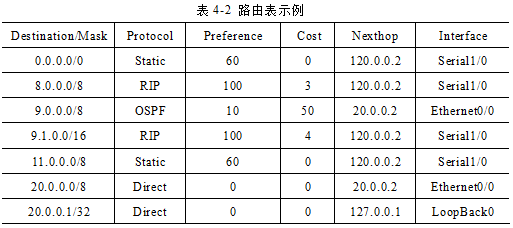 表 4-2 路由表示例
Destination/Mask Protocol Preference Cost Nexthop Interface
0.0.0.0/0 Static 60 0 120.0.0.2 Serial1/0
8.0.0.0/8 RIP 100 3 120.0.0.2 Serial1/0
9.0.0.0/8 OSPF 10 50 20.0.0.2 Ethernet0/0
9.1.0.0/16 RIP 100 4 120.0.0.2 Serial1/0
11.0.0.0/8 Static 60 0 120.0.0.2 Serial1/0
20.0.0.0/8 Direct 0 0 20.0.0.2 Ethernet0/0
20.0.0.1/32 Direct 0 0 127.0.0.1 LoopBack0